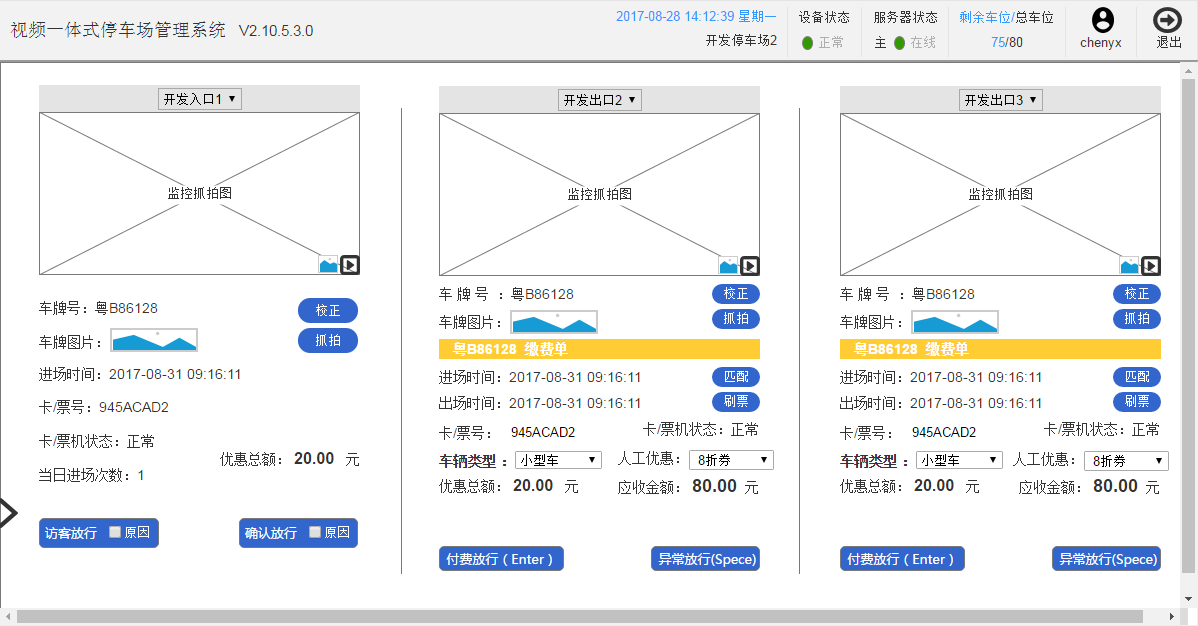 视频一体式停车场管理系统 V2.10.5.3.0
2017-08-28 14:12:39 星期一
开发停车场2
设备状态
正常
服务器状态
主 在线
剩余车位/总车位
75/80
chenyx
退出
开发入口1 ▼
监控抓拍图
车牌号：粤B86128
校正
车牌图片：
抓拍
进场时间：2017-08-31 09:16:11
卡/票号：945ACAD2
卡/票机状态：正常
优惠总额： 20.00 元
当日进场次数：1
访客放行 原因
确认放行 原因
开发出口2 ▼
监控抓拍图
车 牌 号 ：粤B86128
校正
车牌图片：
抓拍
粤B86128 缴费单
进场时间：2017-08-31 09:16:11
匹配
出场时间：2017-08-31 09:16:11
刷票
卡/票号： 945ACAD2
卡/票机状态：正常
车辆类型 ： 小型车 ▼
人工优惠： 8折券 ▼
优惠总额： 20.00 元
应收金额： 80.00 元
付费放行（Enter）
异常放行(Spece)
开发出口3 ▼
监控抓拍图
车 牌 号 ：粤B86128
校正
车牌图片：
抓拍
粤B86128 缴费单
进场时间：2017-08-31 09:16:11
匹配
出场时间：2017-08-31 09:16:11
刷票
卡/票号： 945ACAD2
卡/票机状态：正常
车辆类型 ： 小型车 ▼
人工优惠： 8折券 ▼
优惠总额： 20.00 元
应收金额： 80.00 元
付费放行（Enter）
异常放行(Spece)